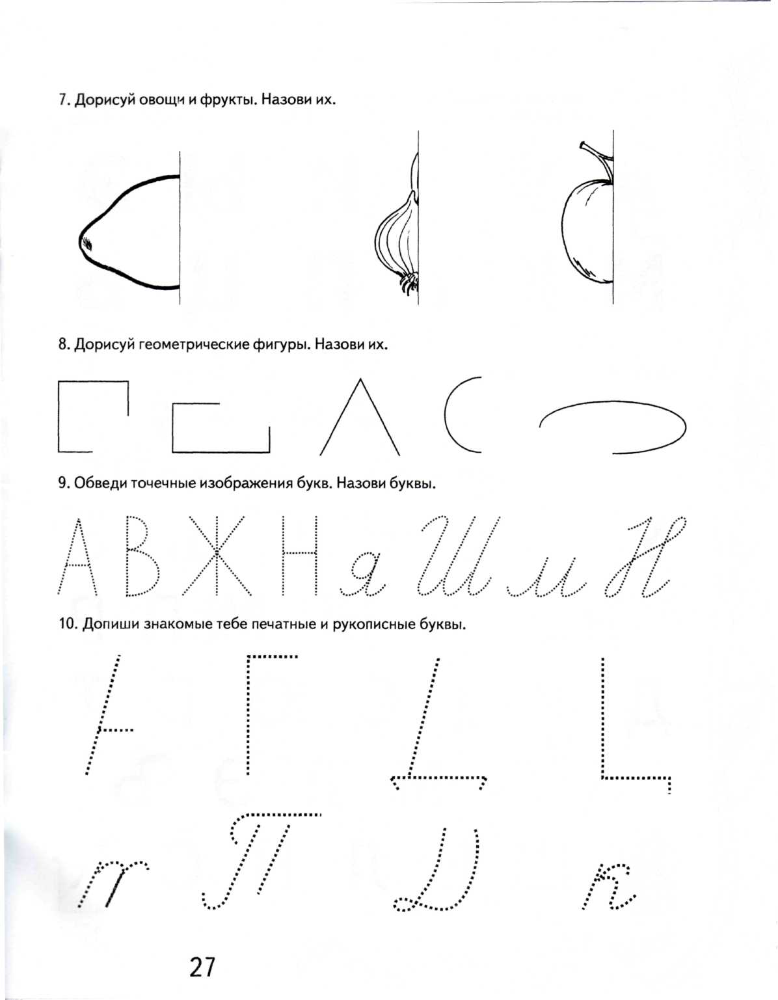 7. Дорисуй овощи и фрукты. Назови их.
8. Дорисуй геометрические фигуры. Назови их.
9. Обведи точечные изображения букв. Назови буквы.
А В Ж Н я Ш м Н
10. Допиши знакомые тебе печатные и рукописные буквы.
27